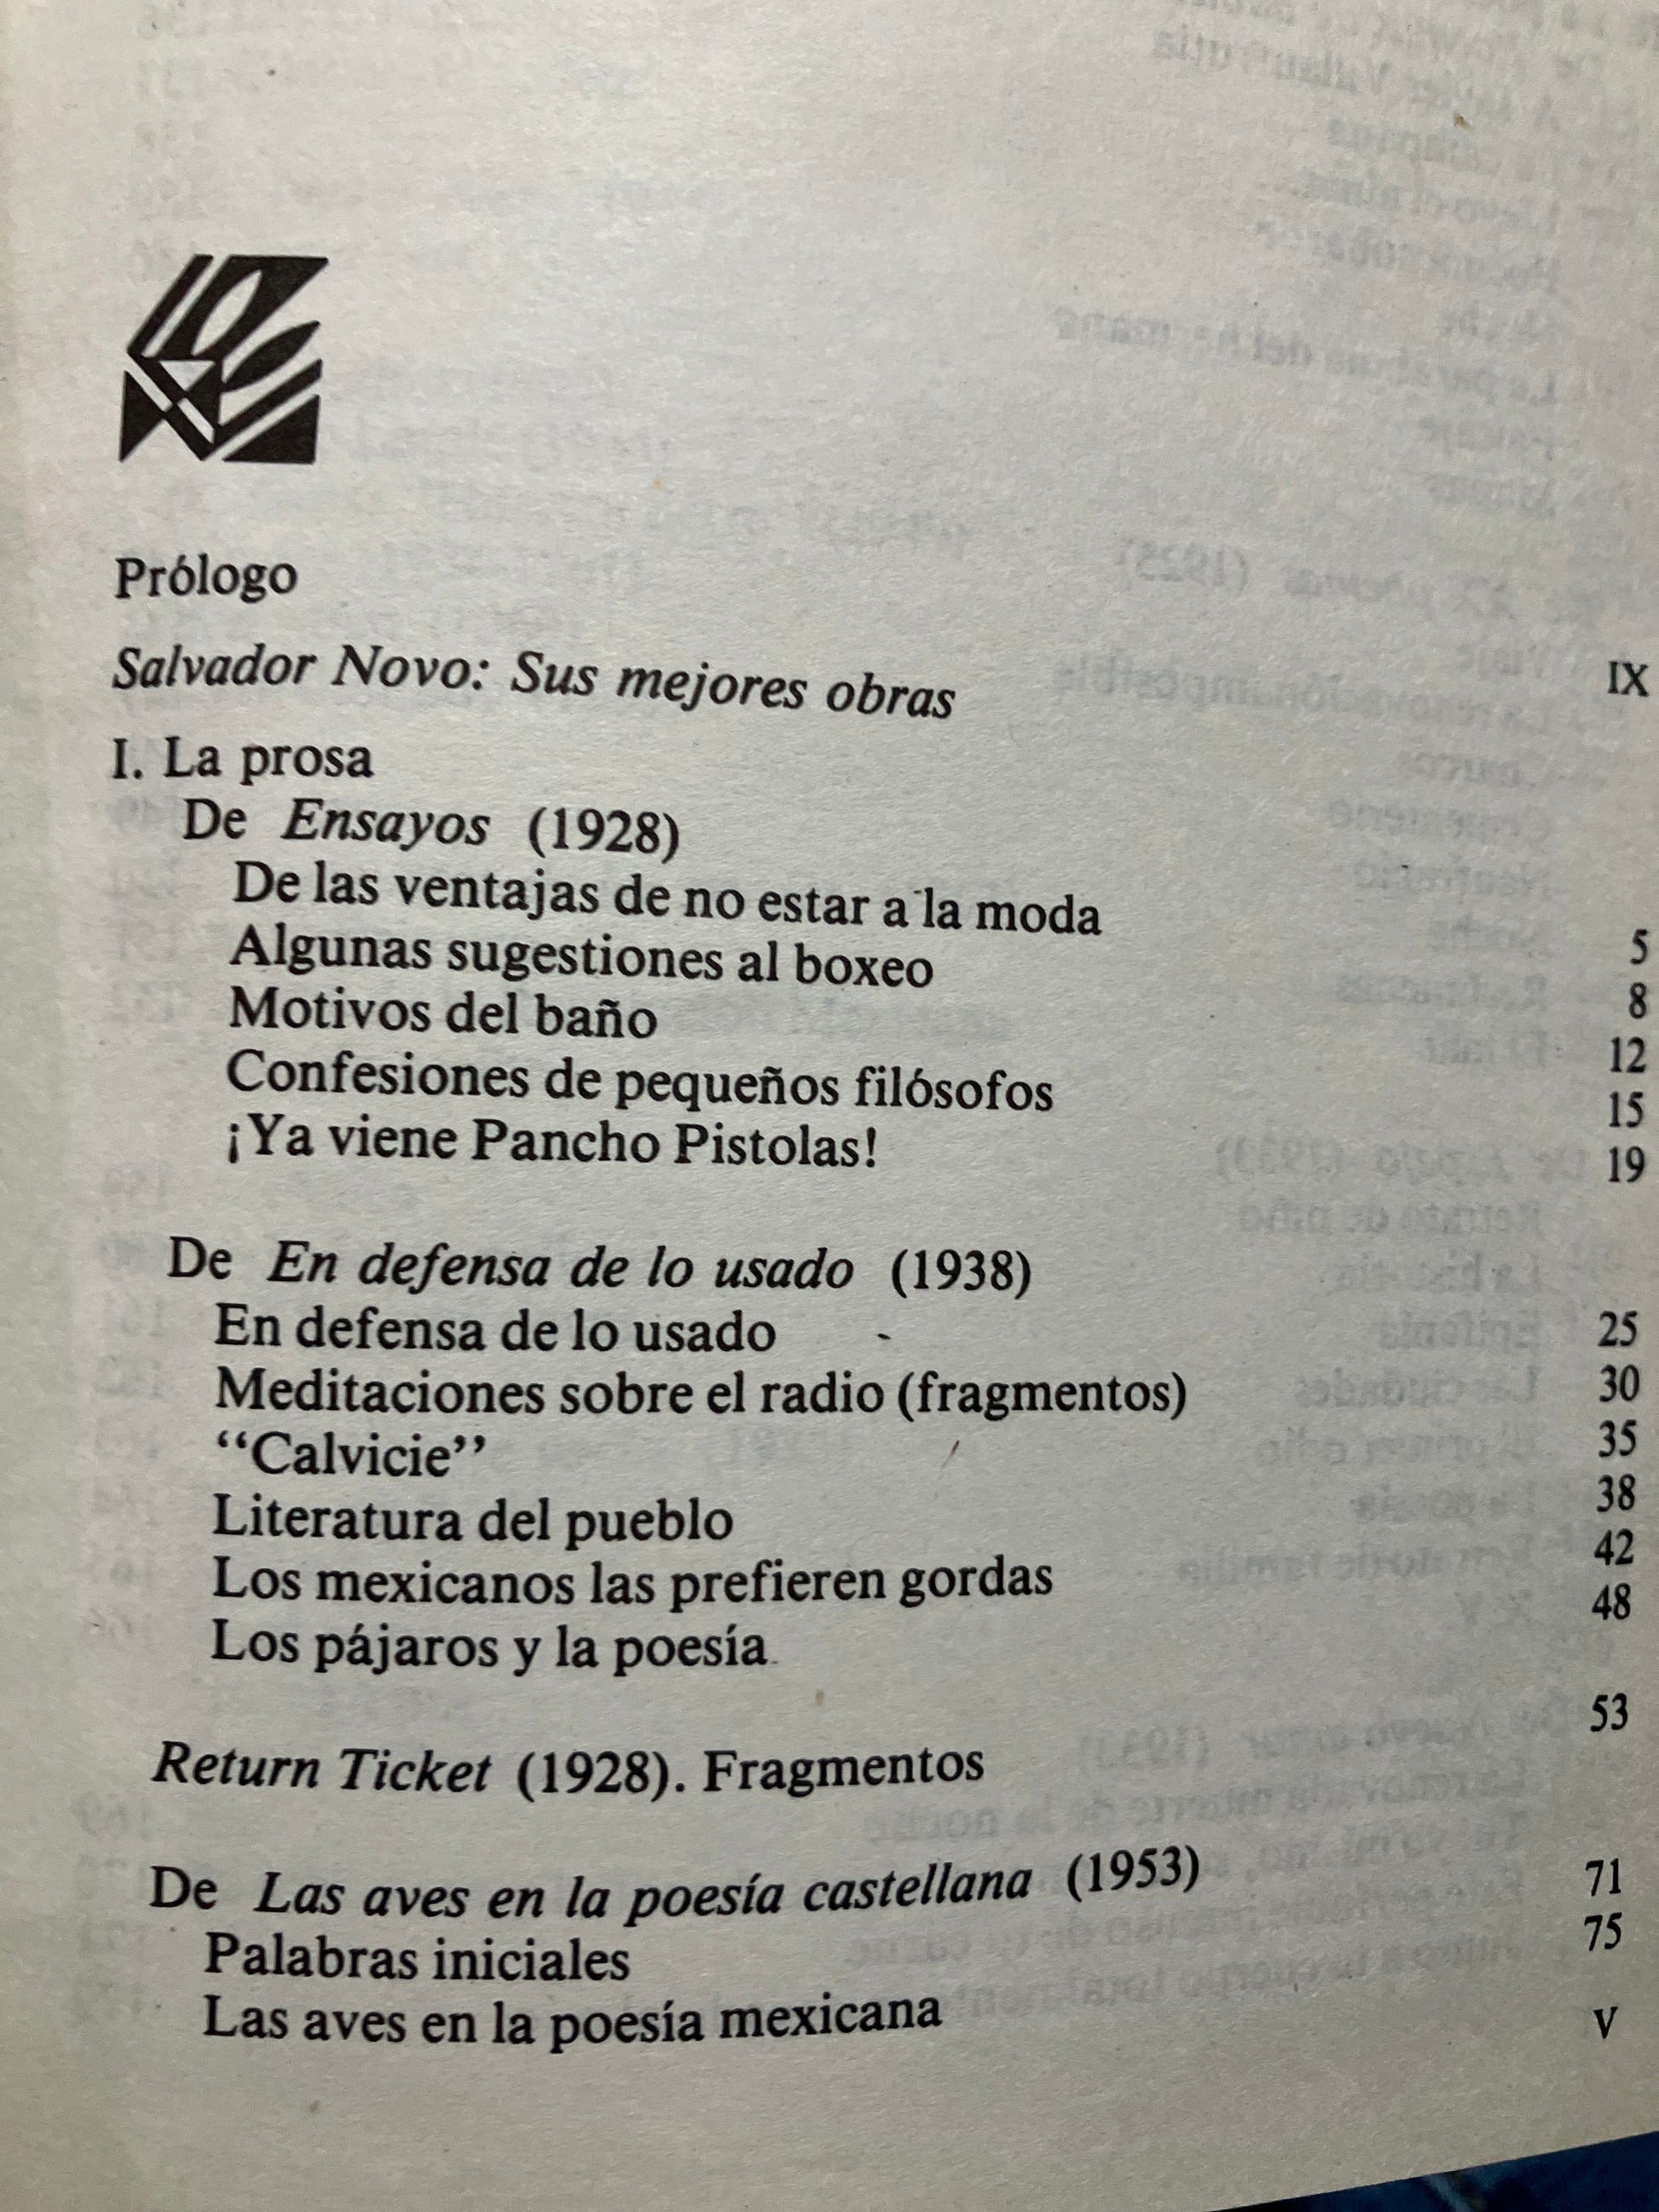 Prólogo
Salvador Novo: Sus mejores obras IX
I. La prosa
De Ensayos (1928)
De las ventajas de no estar a la moda 5
Algunas sugestiones al boxeo 8
Motivos del baño 12
Confesiones de pequeños filósofos 15
¡Ya viene Pancho Pistolas! 19
De En defensa de lo usado (1938)
En defensa de lo usado 25
Meditaciones sobre el radio (fragmentos) 30
“Calvicie” 35
Literatura del pueblo 38
Los mexicanos las prefieren gordas 42
Los pájaros y la poesía 48
Return Ticket (1928). Fragmentos 53
De Las aves en la poesía castellana (1953)
Palabras iniciales 71
Las aves en la poesía mexicana 75
V